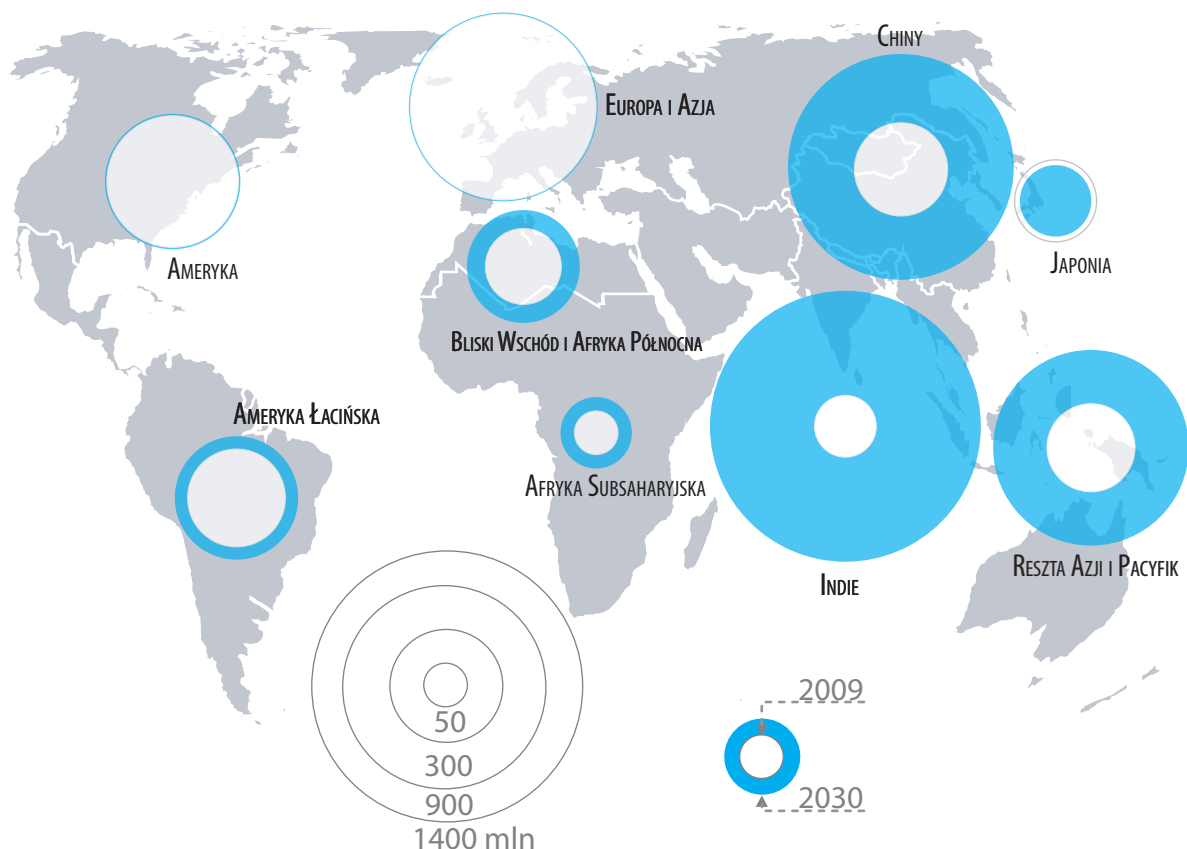 Chiny
Europa i Azja
Ameryka
Japonia
Bliski Wschód i Afryka Północna
Ameryka Łacińska
Afryka Subsaharyjska
Reszta Azji i Pacyfik
Indie
2009
50
300
900
2030
1400 mln